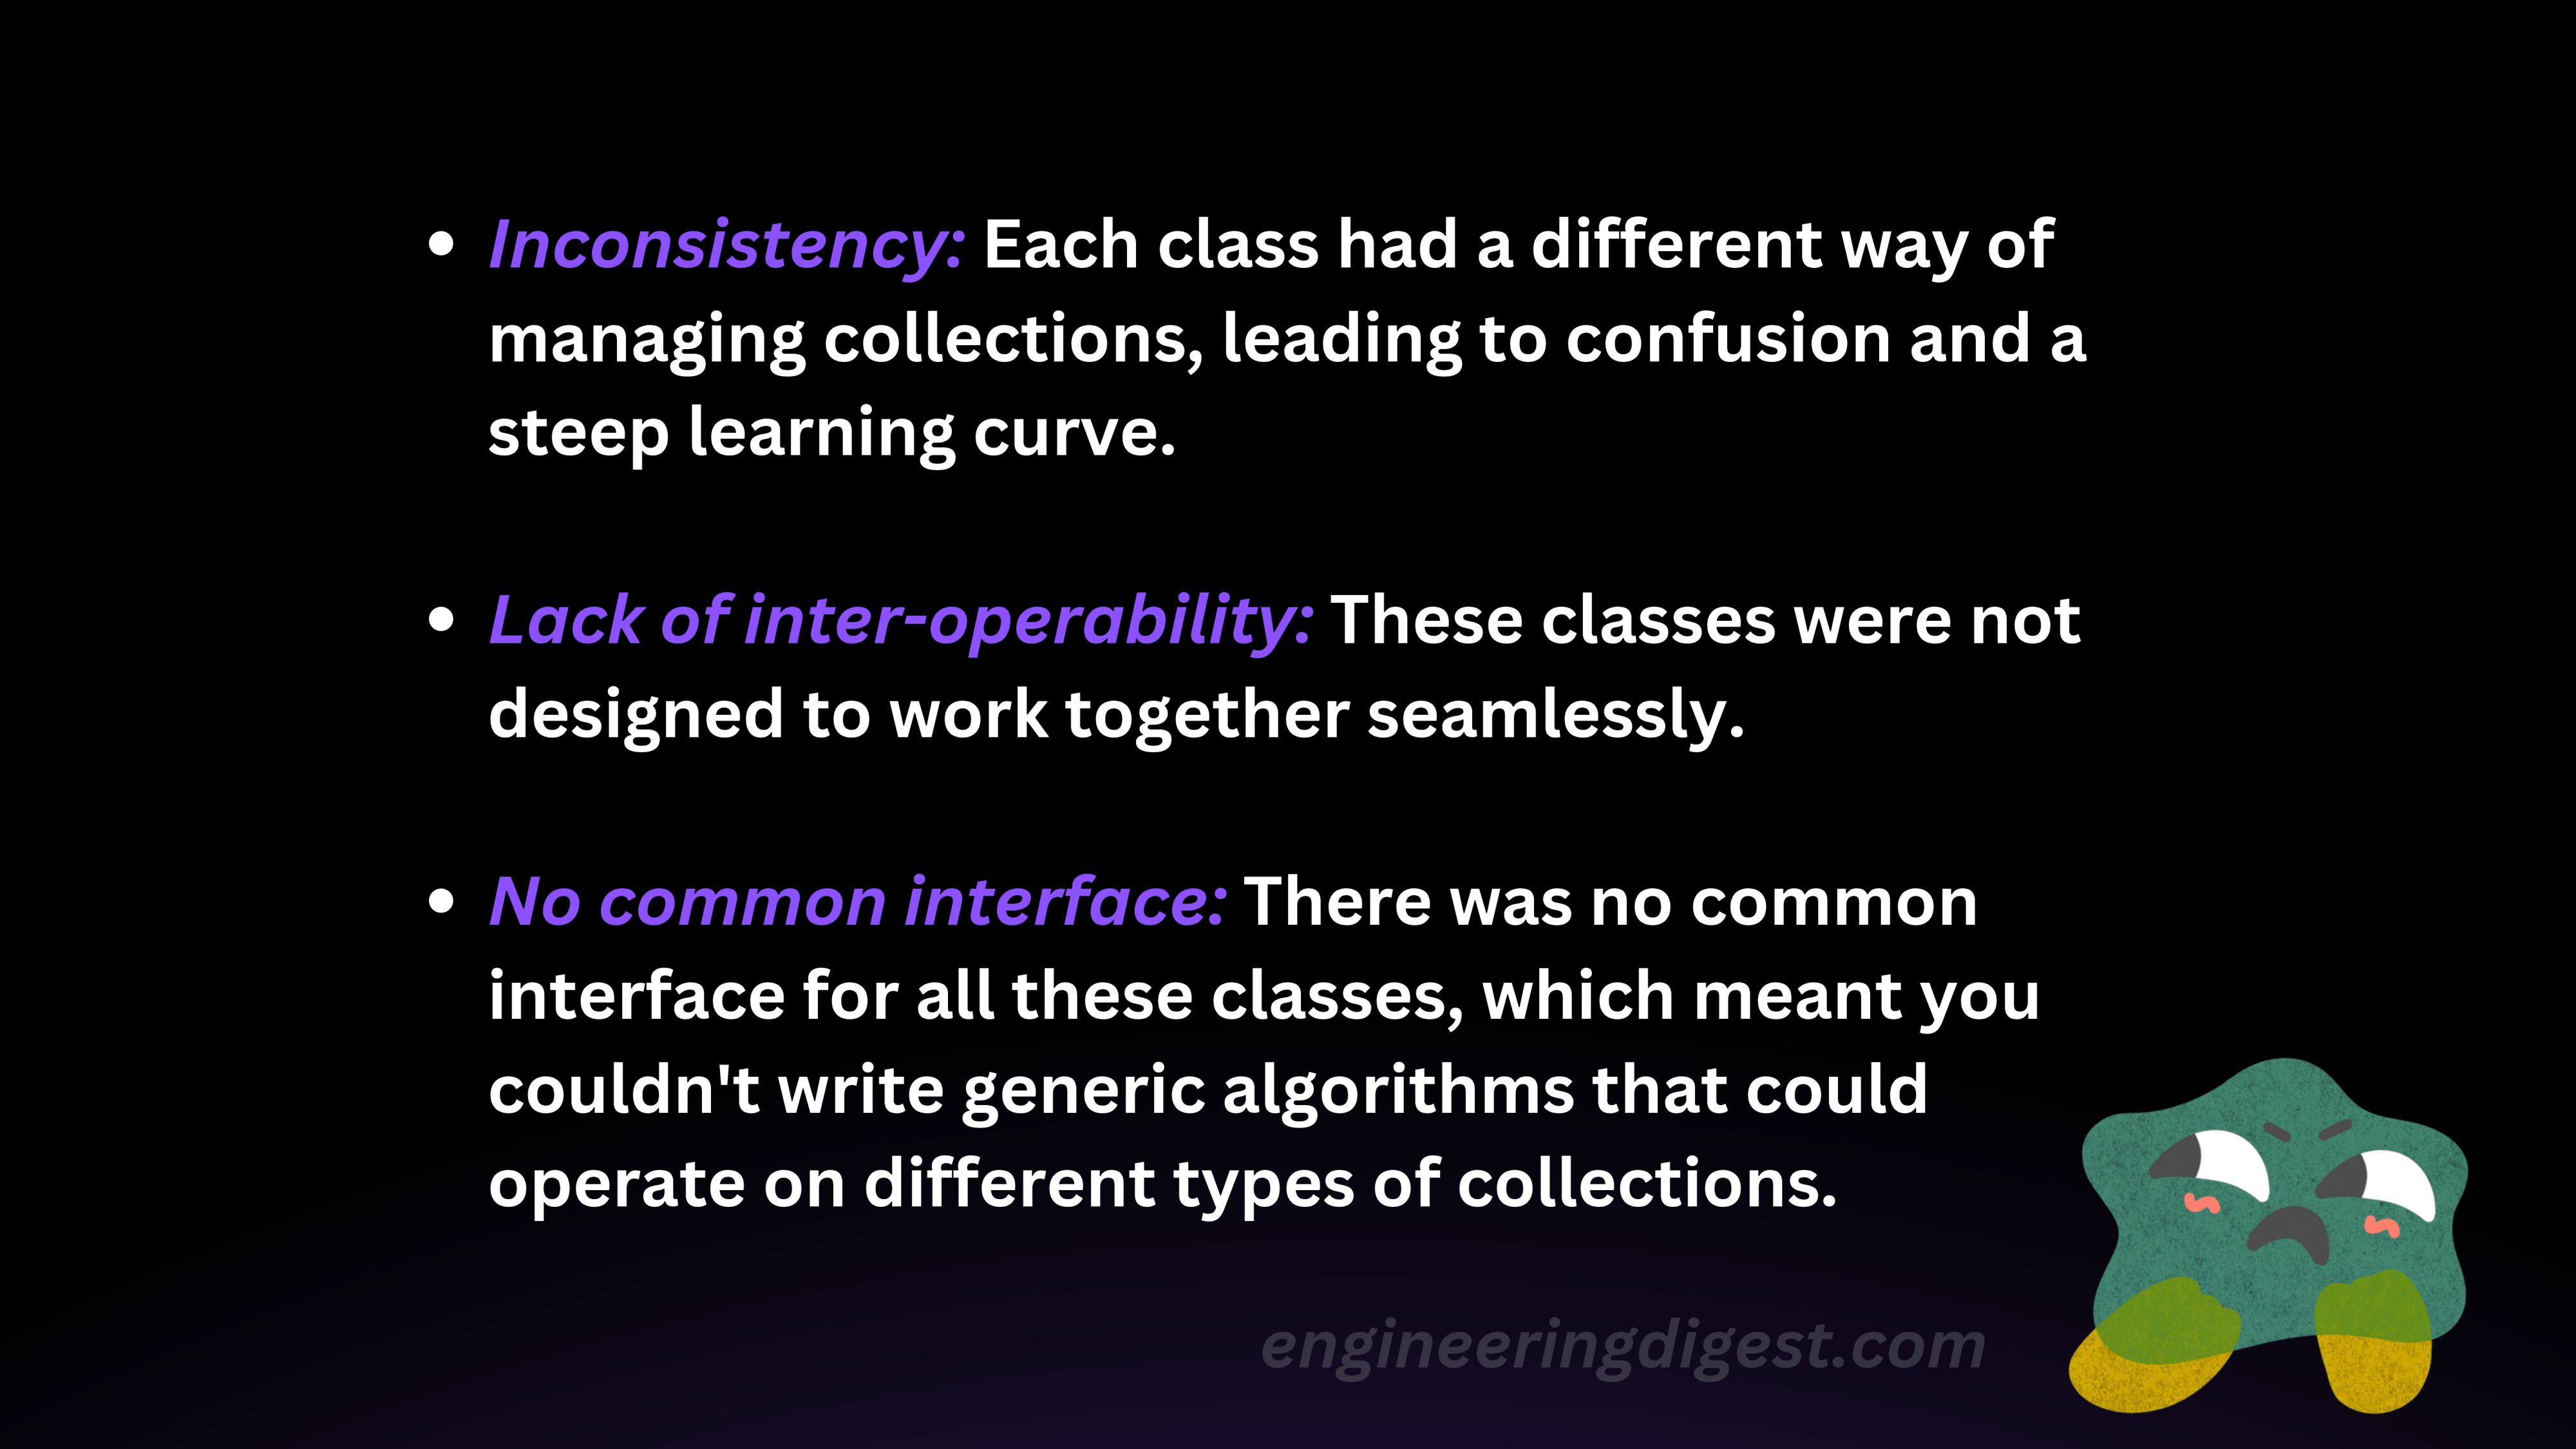 • Inconsistency: Each class had a different way of
managing collections, leading to confusion and a
steep learning curve.
• Lack of inter-operability: These classes were not
designed to work together seamlessly.
• No common interface: There was no common
interface for all these classes, which meant you
couldn't write generic algorithms that could
operate on different types of collections.
engineeringdigest.com